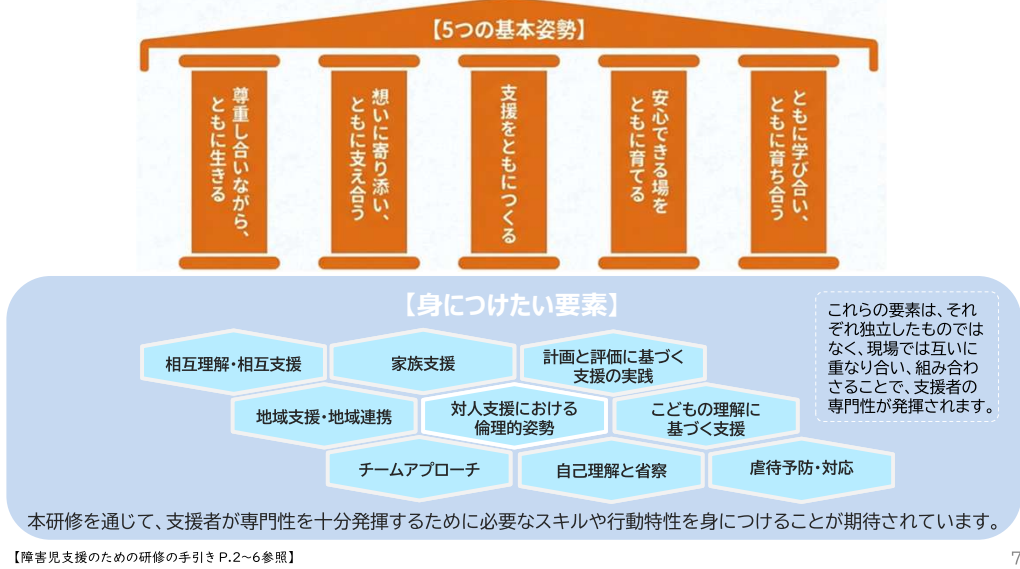 【5つの基本姿勢】
尊重し合いながら、
ともに生きる
想いに寄り添い、
ともに支え合う
支援をともにつくる
安心できる場を
ともに育てる
ともに学び合い、
ともに育ち合う
【身につけたい要素】
これらの要素は、それ
ぞれ独立したものでは
なく、現場では互いに
重なり合い、組み合わ
さることで、支援者の
専門性が発揮されます。
相互理解・相互支援
家族支援
計画と評価に基づく
支援の実践
地域支援・地域連携
対人支援における
倫理的姿勢
こどもの理解に
基づく支援
チームアプローチ
自己理解と省察
虐待予防・対応
本研修を通じて、支援者が専門性を十分発揮するために必要なスキルや行動特性を身につけることが期待されています。
【障害児支援のための研修の手引きP.2～6参照】
7